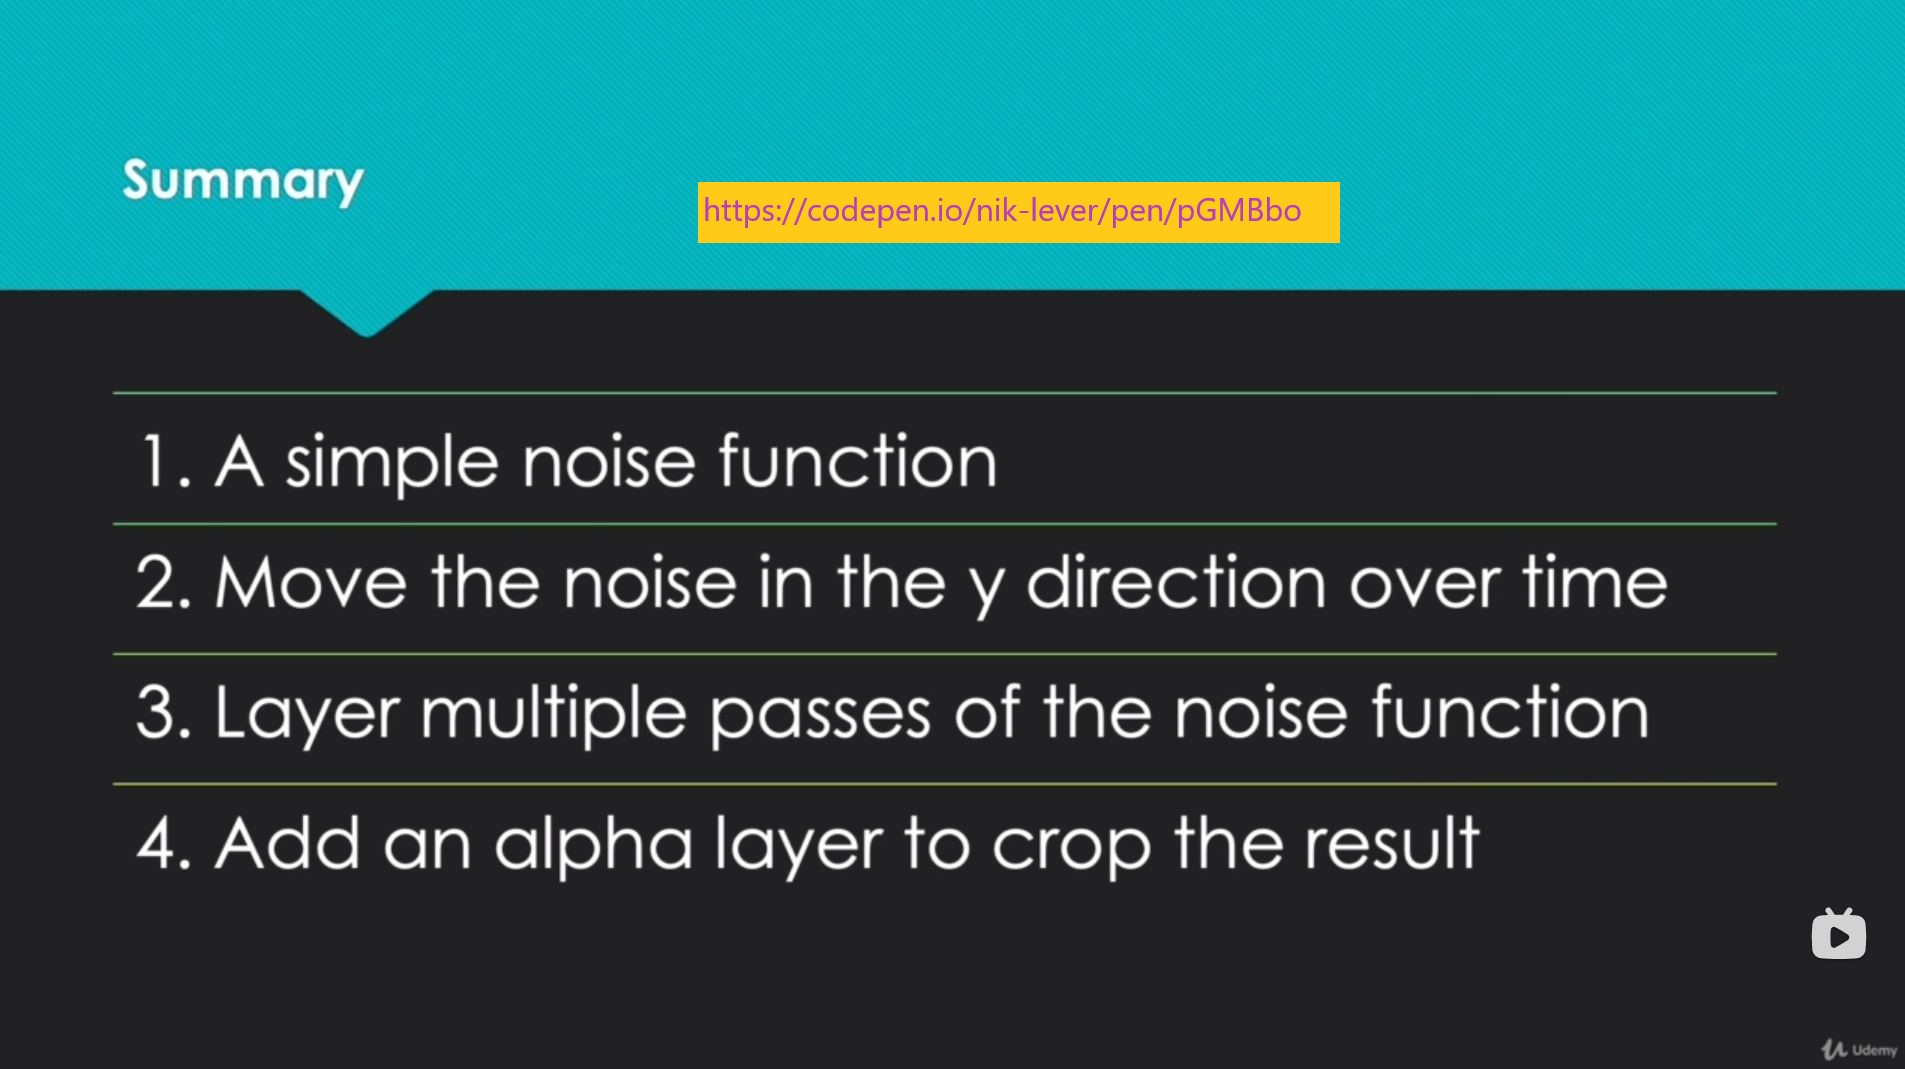 Summary
https://codepen.io/nik-lever/pen/pGMBbo
1. A simple noise function
2. Move the noise in the y direction over time
3. Layer multiple passes of the noise function
4. Add an alpha layer to crop the result
Udemy